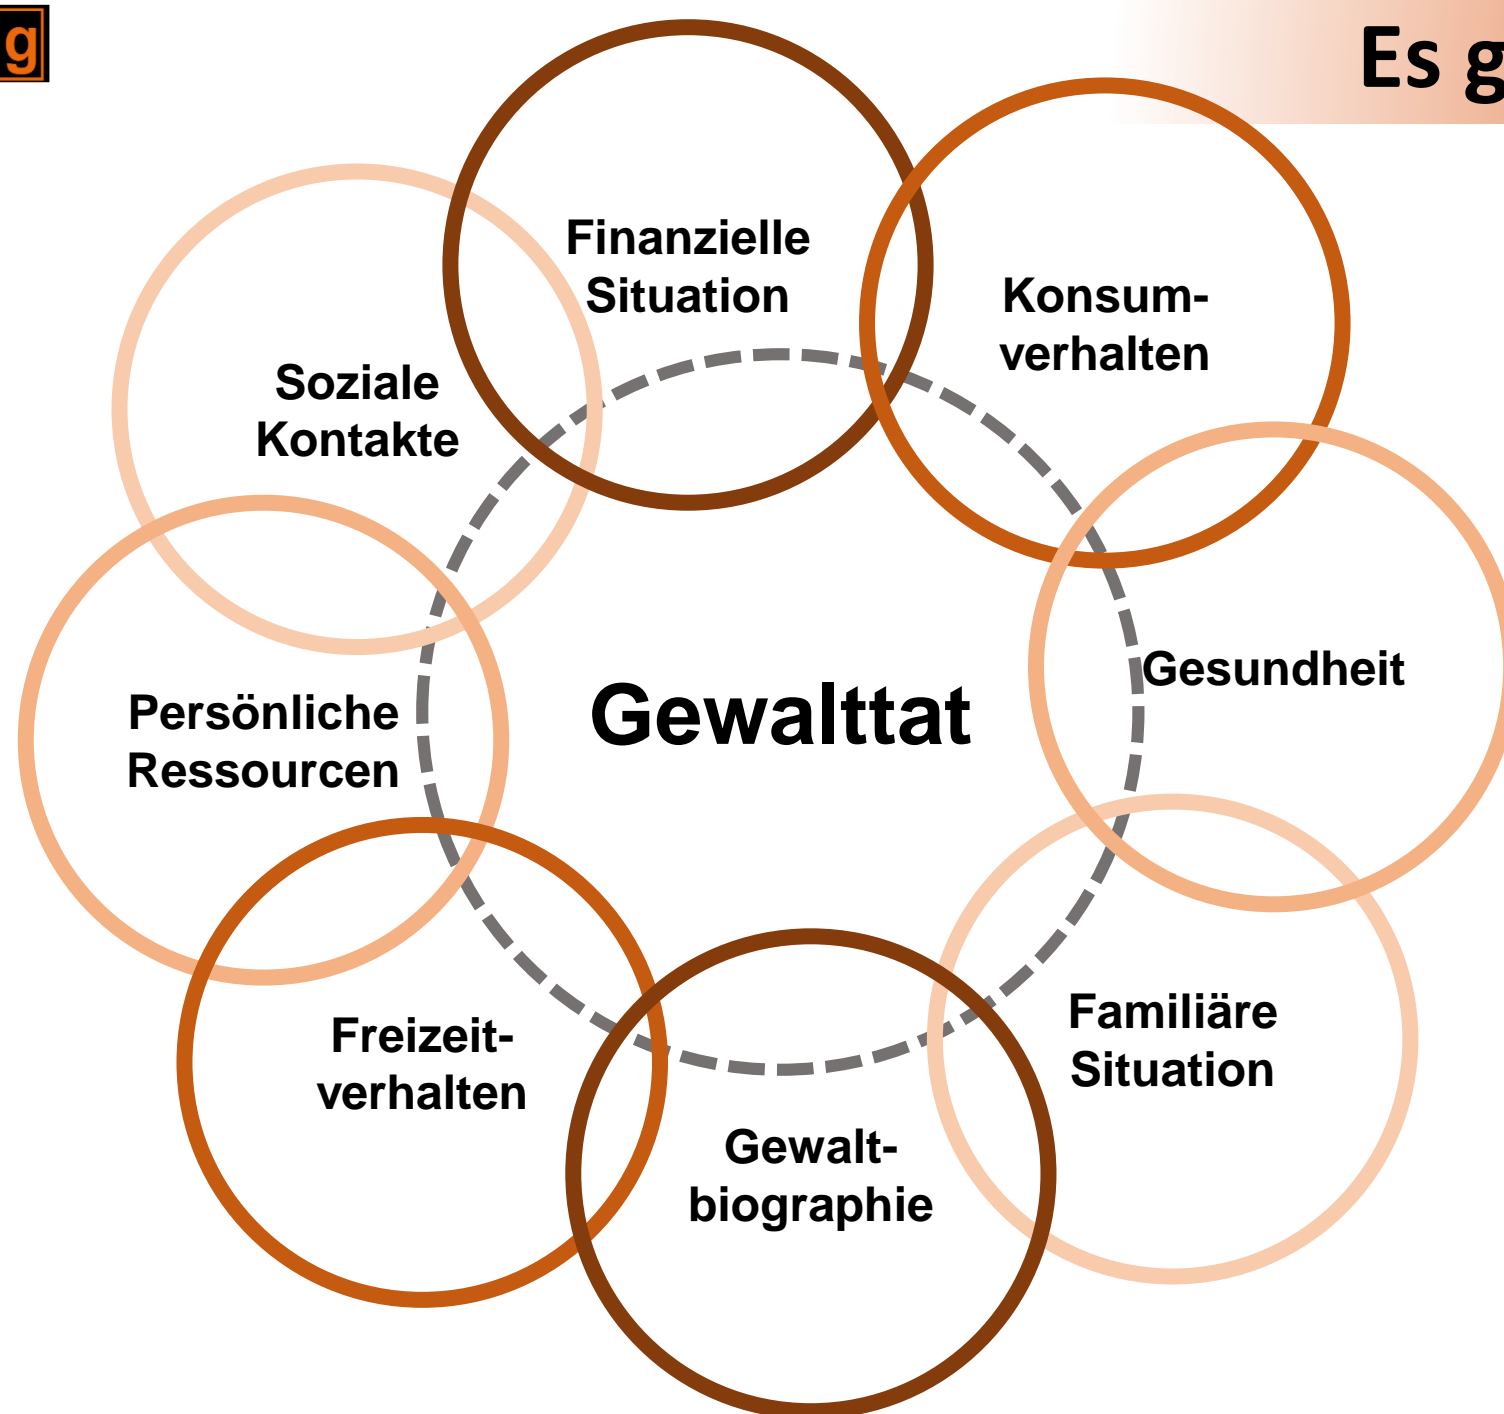 g
Es g
Finanzielle
Situation
Konsum-
verhalten
Soziale
Kontakte
Gesundheit
Persönliche
Ressourcen
Gewalttat
Familiäre
Situation
Freizeit-
verhalten
Gewalt-
biographie